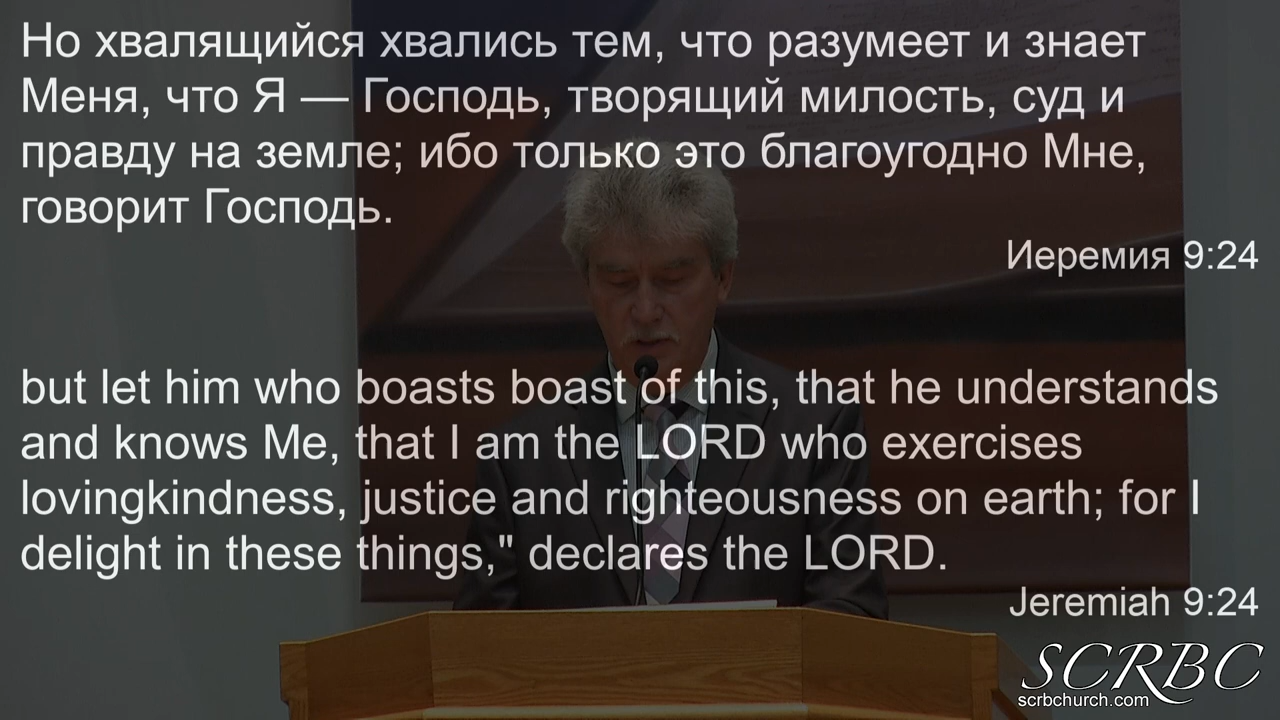 Но хвалящийся хвались тем, что разумеет и знает
Меня, что Я — Господь, творящий милость, суд и
правду на земле; ибо только это благоугодно Мне,
говорит Господь.
Иеремия 9:24
but let him who boasts boast of this, that he understands
and knows Me, that I am the LORD who exercises
lovingkindness, justice and righteousness on earth; for I
delight in these things," declares the LORD.
Jeremiah 9:24
SCRBC
scrbchurch.com